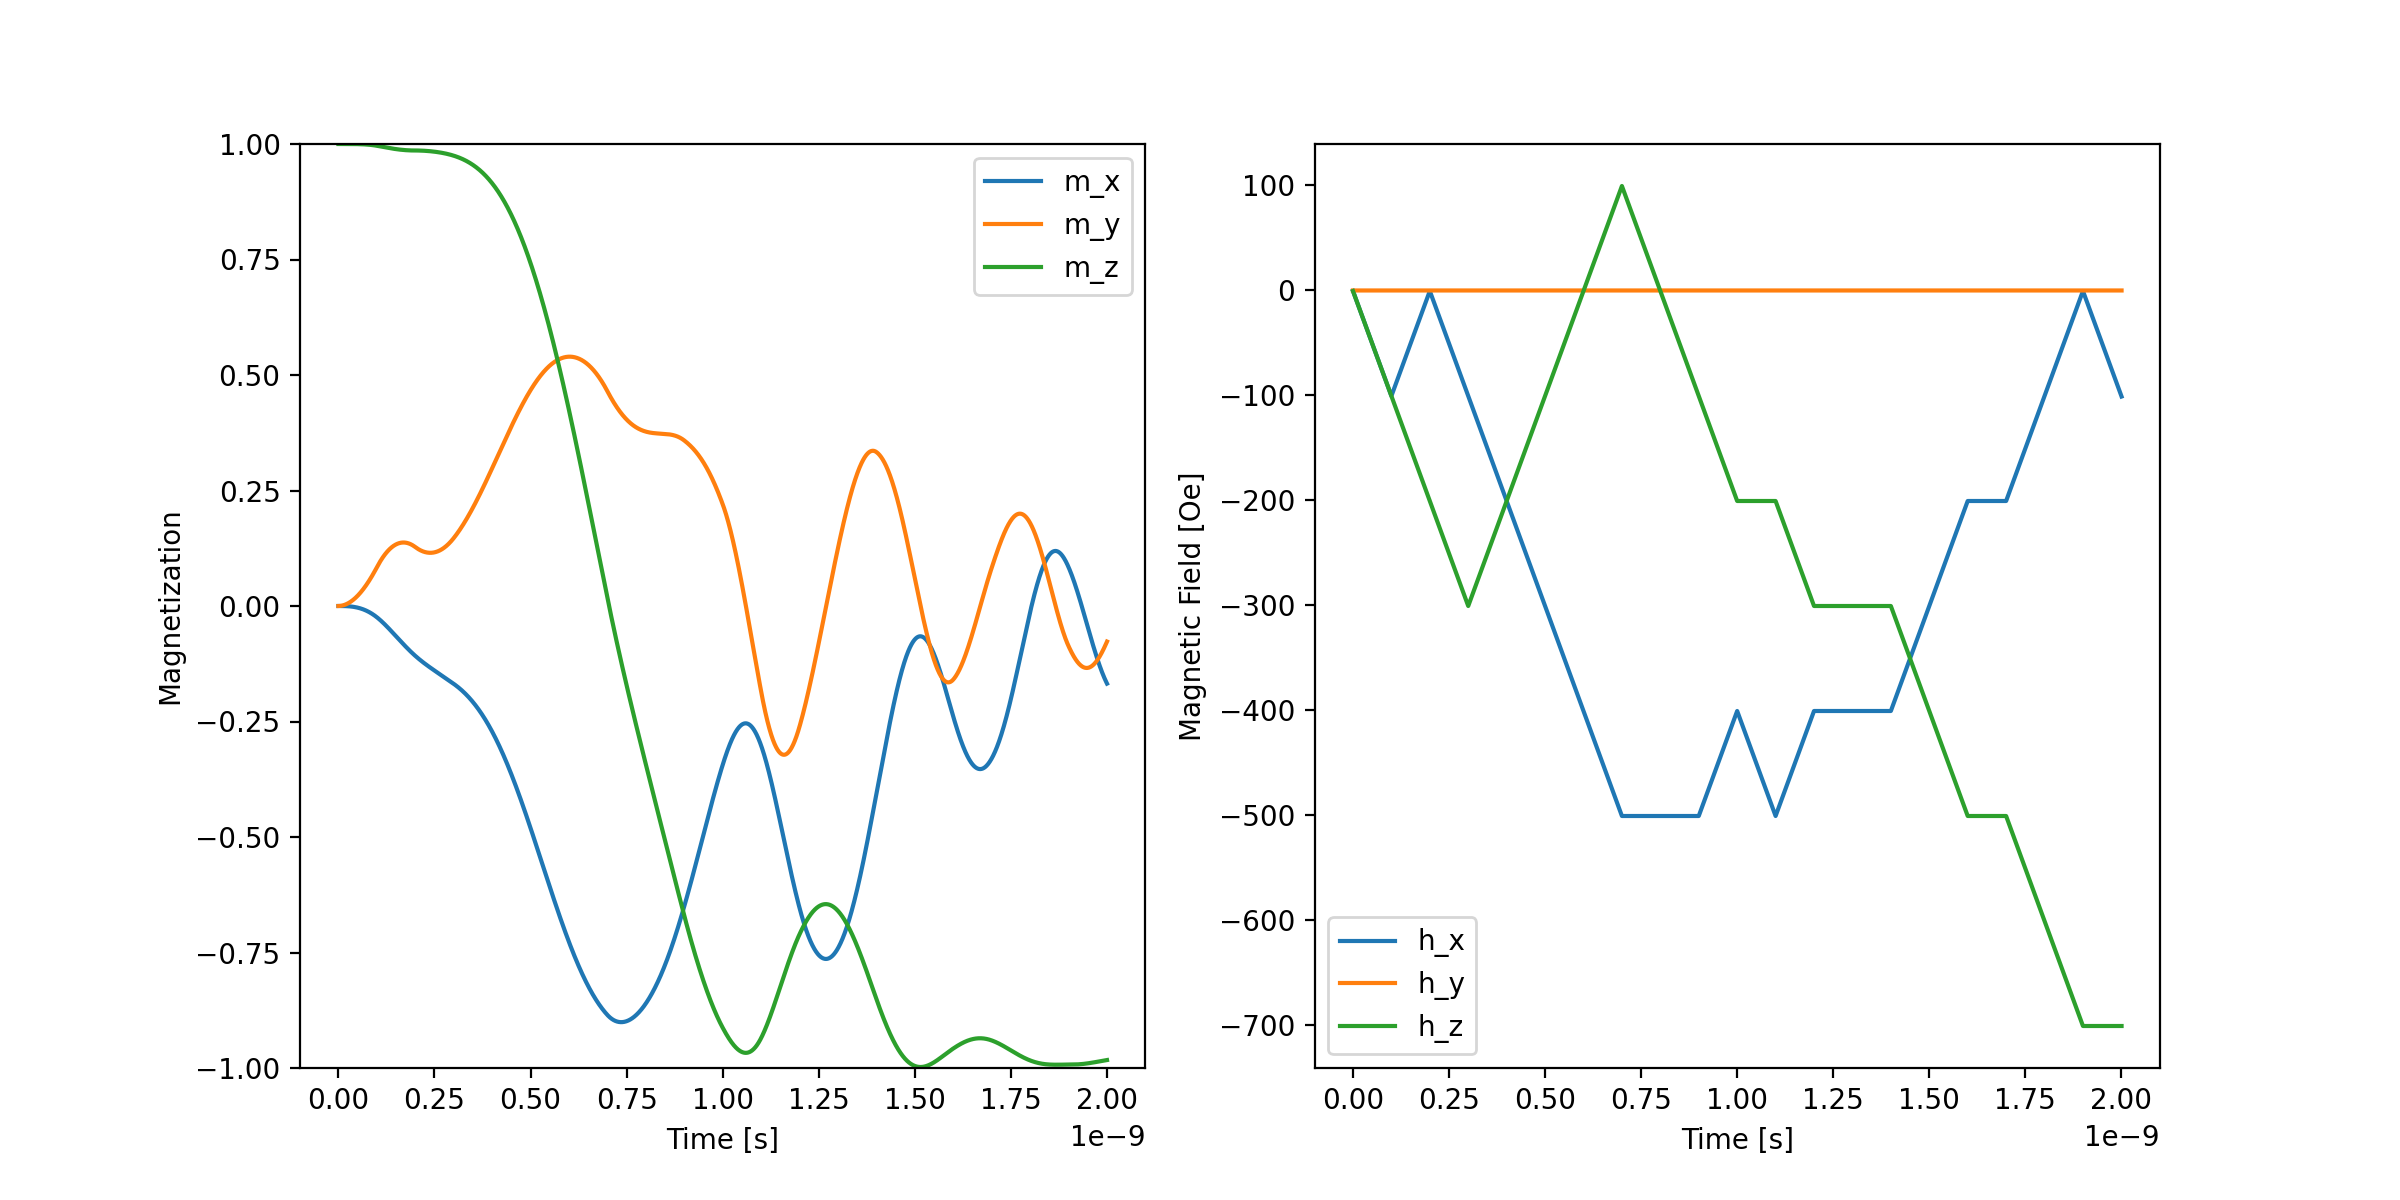 1.00
0.75
0.50
0.25
0.00
−0.25
−0.50
−0.75
−1.00
Magnetization
m_x
m_y
m_z
0.00 0.25 0.50 0.75 1.00 1.25 1.50 1.75 2.00
Time [s]
1e−9
100
0
−100
−200
−300
−400
−500
−600
−700
Magnetic Field [Oe]
h_x
h_y
h_z
0.00 0.25 0.50 0.75 1.00 1.25 1.50 1.75 2.00
Time [s]
1e−9